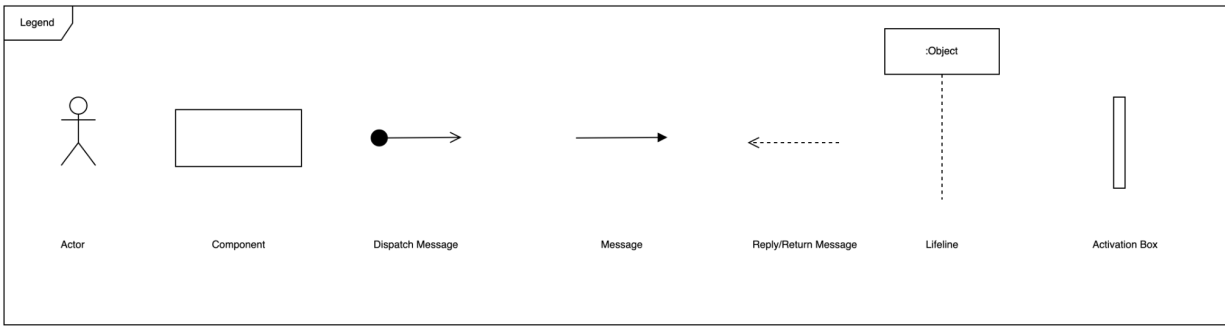 Legend
:Object
Actor
Component
Dispatch Message
Message
Reply/Return Message
Lifeline
Activation Box